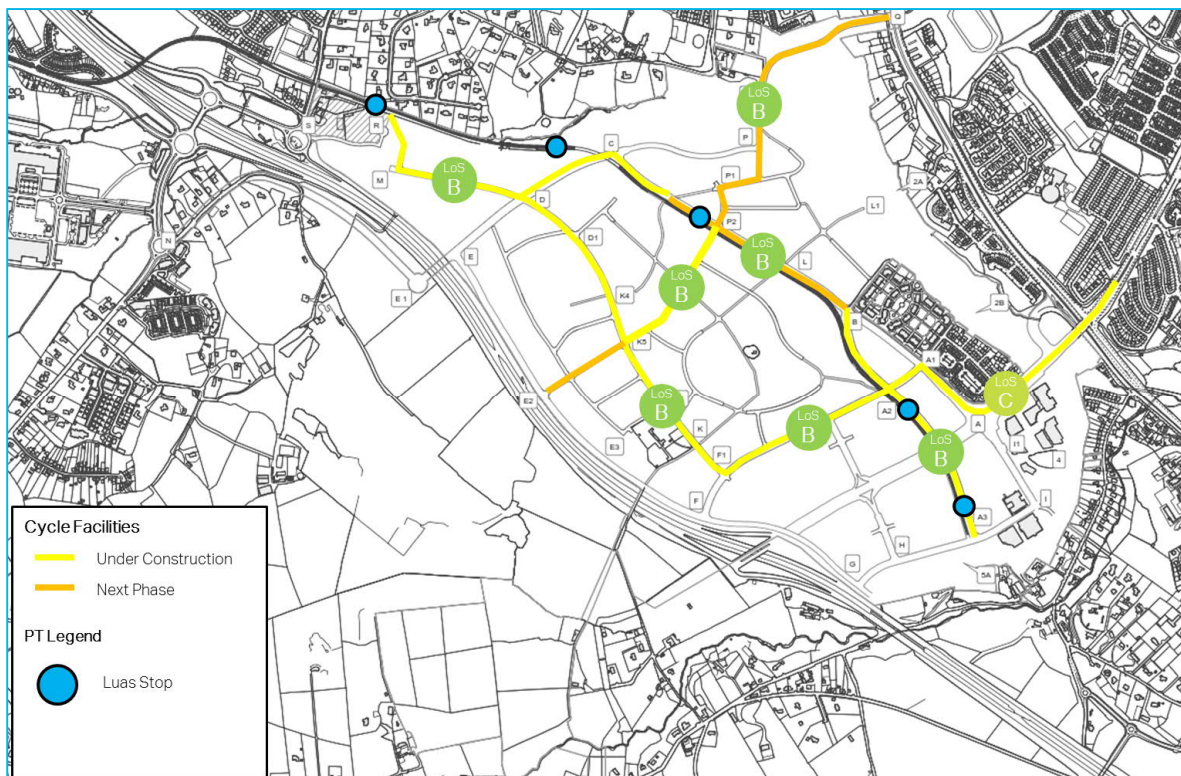 Q
LoS
B
S
R
P
C
M
LoS
B
P1
2A
D
L1
P2
N
D1
E
LoS
B
L
E 1
LoS
B
K4
2B
B
K5
A1
E2
LoS
C
LoS
B
A2
LoS
B
A
K
I1
E3
F1
LoS
B
4
F
I
A3
H
G
5A
Cycle Facilities
Under Construction
Next Phase
PT Legend
Luas Stop